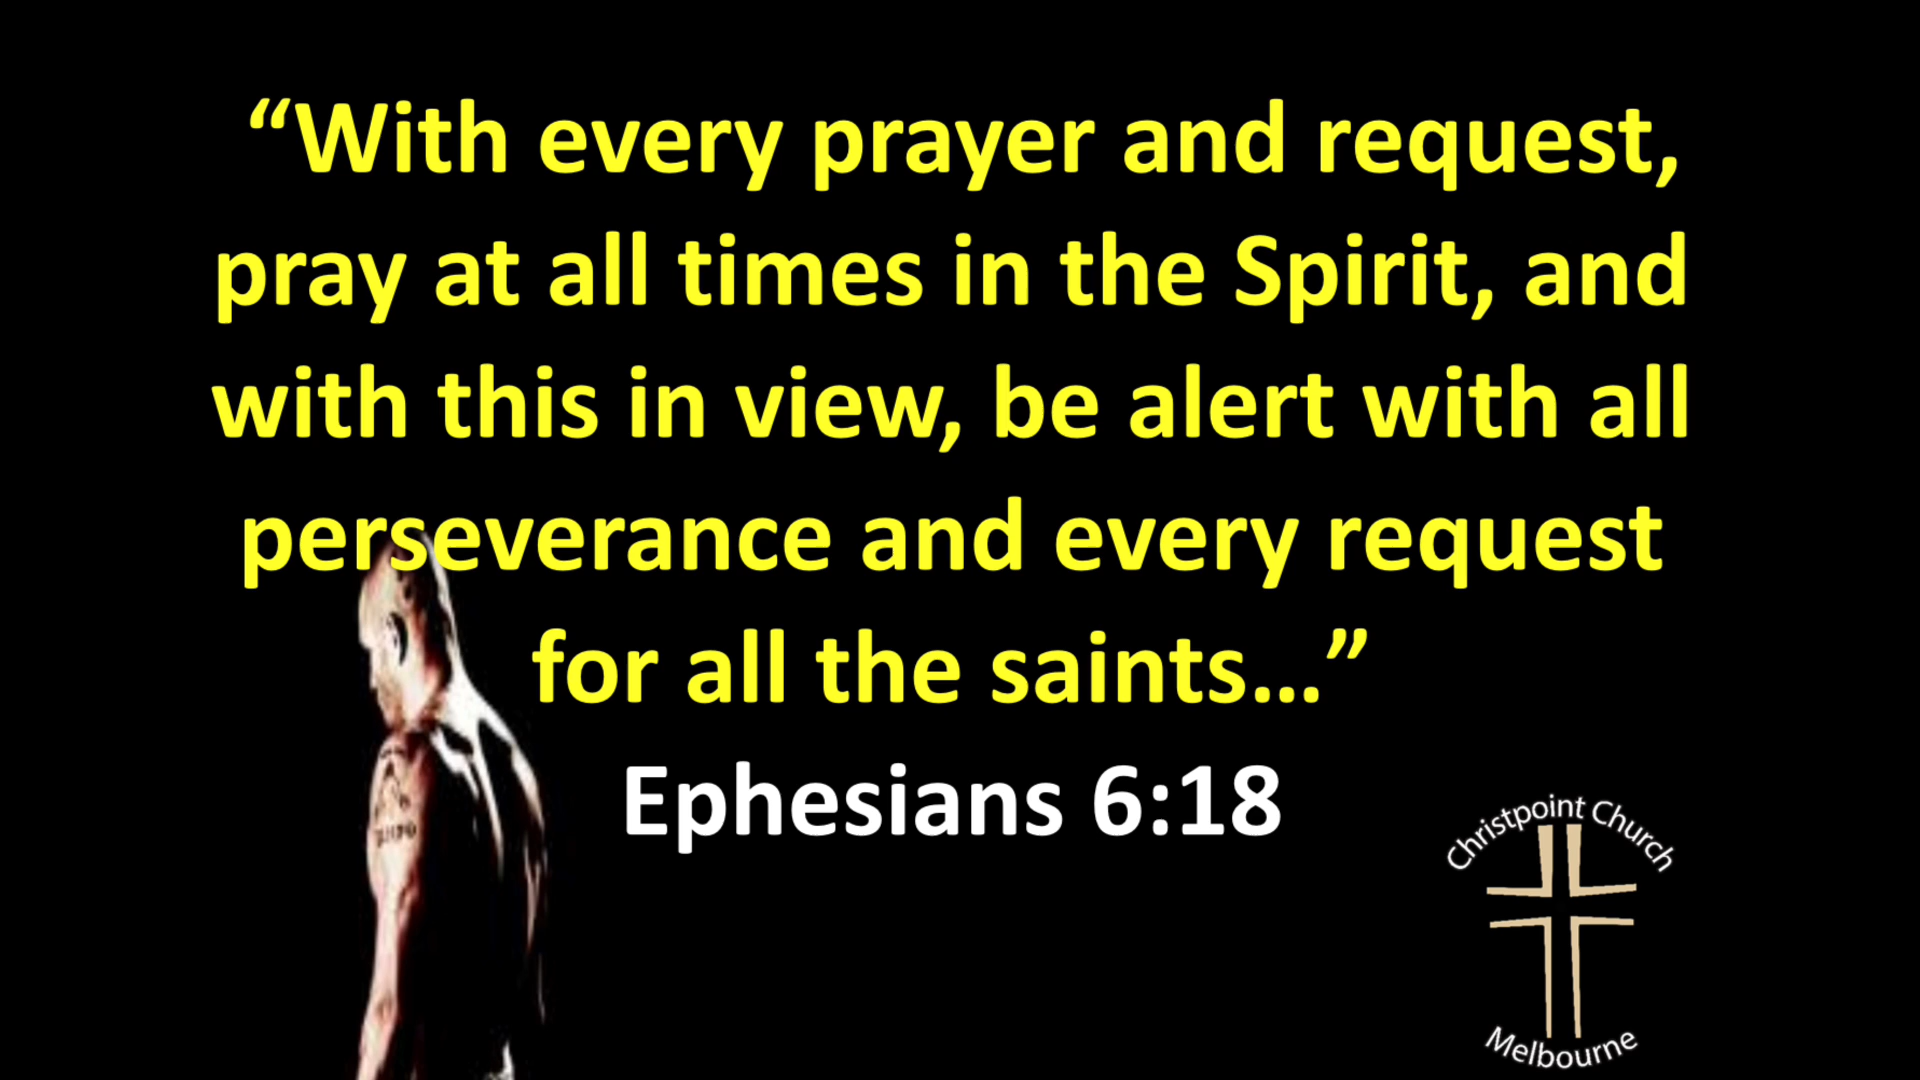 “With every prayer and request,
pray at all times in the Spirit, and
with this in view, be alert with all
perseverance and every request
for all the saints...”
Ephesians 6:18
Christpoint Church
Melbourne